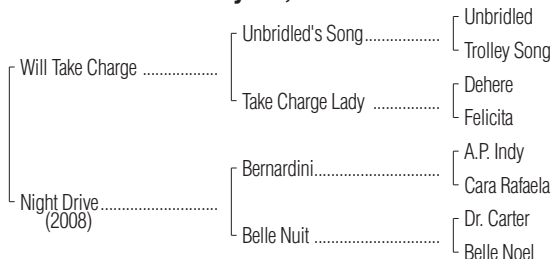 Unbridled
Unbridled's Song..................
Trolley Song
Will Take Charge ..................
Dehere
Take Charge Lady ................
Felicita
A.P. Indy
Bernardini..............................
Cara Rafaela
Night Drive............................
(2008)
Dr. Carter
Belle Nuit ..............................
Belle Noel